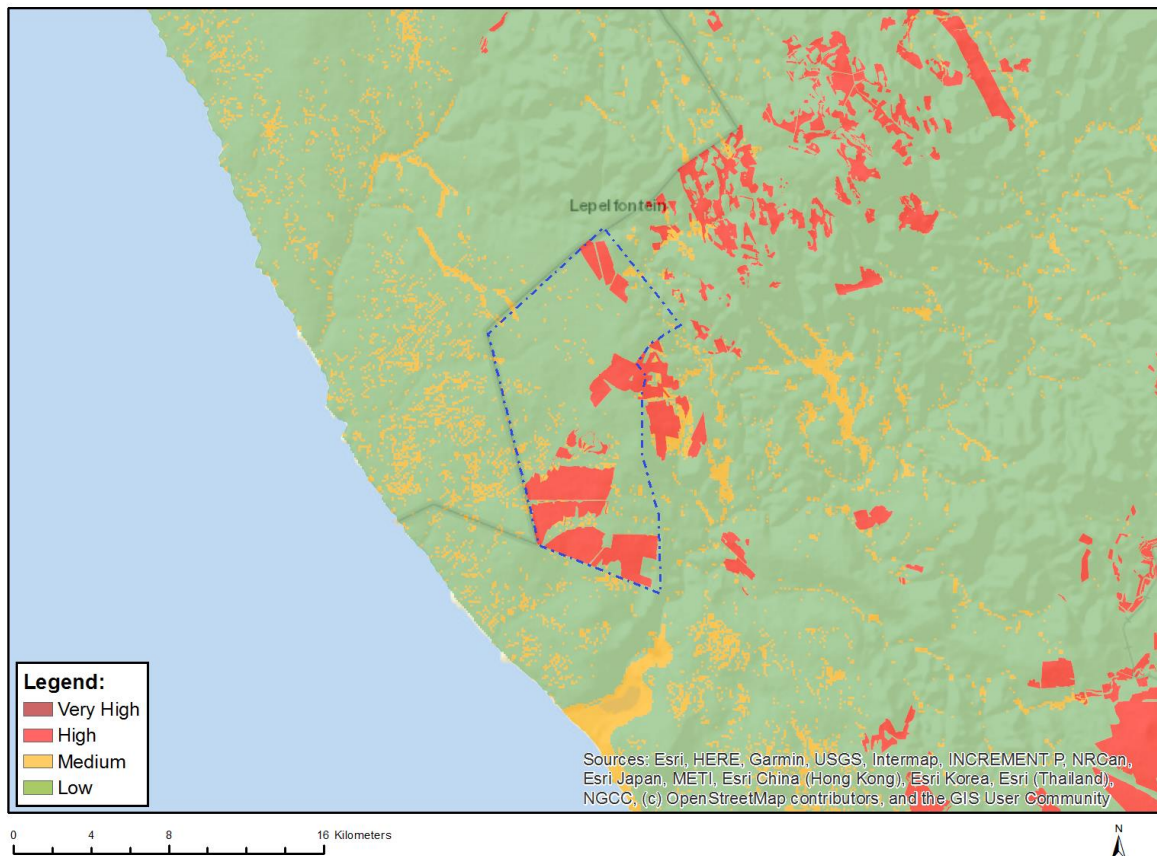 Lepelfontein
Legend:
Very High
High
Medium
Low
Sources: Esri, HERE, Garmin, USGS, Intermap, INCREMENT P, NRCan,
Esri Japan, METI, Esri China (Hong Kong), Esri Korea, Esri (Thailand),
NGCC, (c) OpenStreetMap contributors, and the GIS User Community
0 4 8 16 Kilometers
N